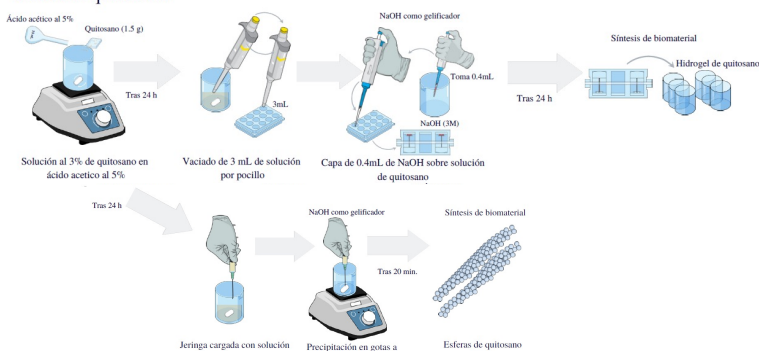 Ácido acético al 5%
Quitosano (1.5 g)
Tras 24 h
3mL
NaOH como gelificador
Toma 0.4mL
NaOH (3M)
Tras 24 h
Síntesis de biomaterial
Hidrogel de quitosano
Solución al 3% de quitosano en
ácido acetico al 5%
Vaciado de 3 mL de solución
por pocillo
Capa de 0.4mL de NaOH sobre solución
de quitosano
Tras 24 h
NaOH como gelificador
Tras 20 min.
Síntesis de biomaterial
Jeringa cargada con solución
Precipitación en gotas a
Esferas de quitosano